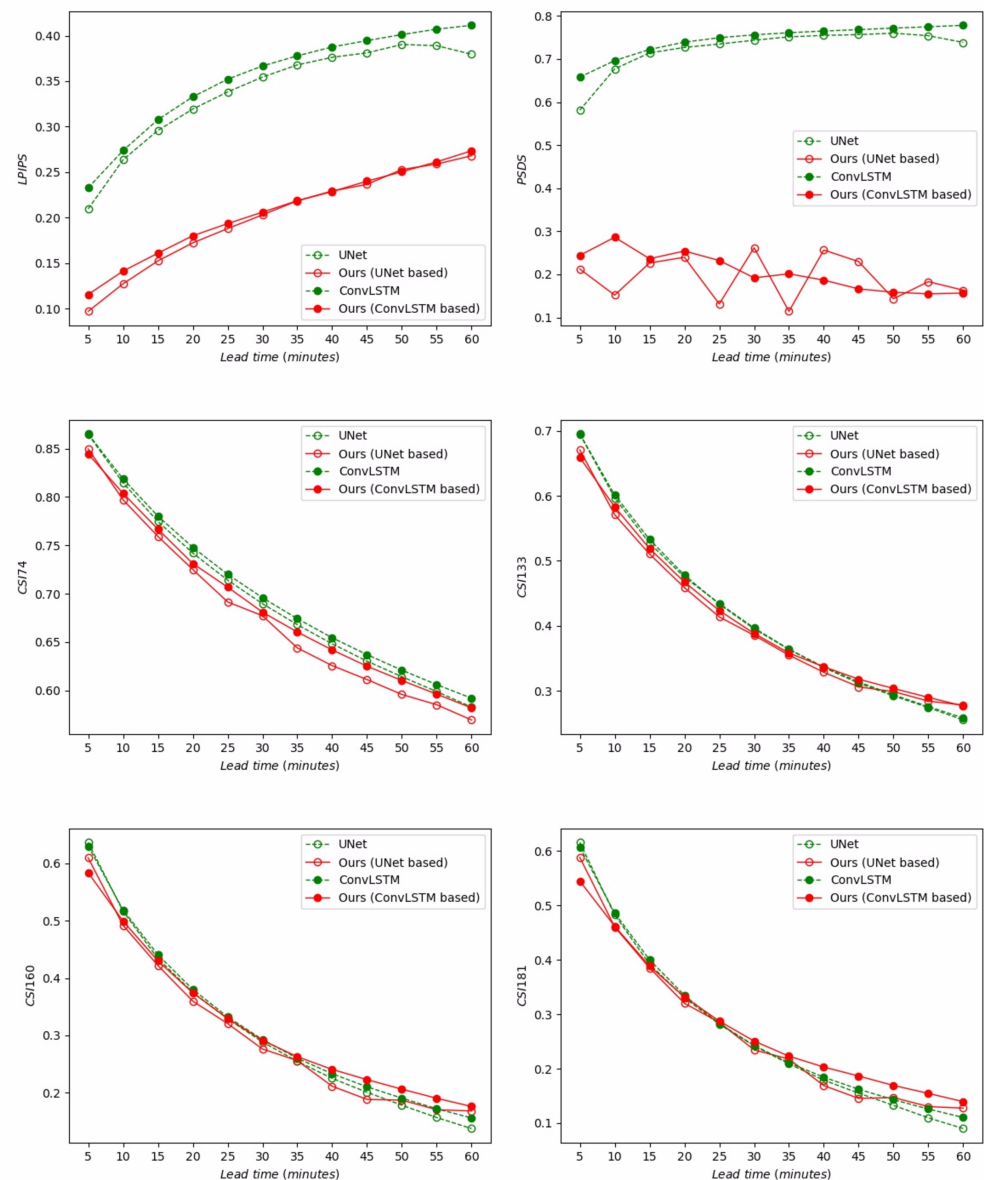 0.40
0.35
0.30
0.25
0.20
0.15
0.10
LPIPS
UNet
Ours (UNet based)
ConvLSTM
Ours (ConvLSTM based)
5 10 15 20 25 30 35 40 45 50 55 60
Lead time (minutes)
0.8
0.7
0.6
0.5
0.4
0.3
0.2
0.1
PSDS
UNet
Ours (UNet based)
ConvLSTM
Ours (ConvLSTM based)
5 10 15 20 25 30 35 40 45 50 55 60
Lead time (minutes)
0.85
0.80
0.75
0.70
0.65
0.60
CSI74
UNet
Ours (UNet based)
ConvLSTM
Ours (ConvLSTM based)
5 10 15 20 25 30 35 40 45 50 55 60
Lead time (minutes)
0.7
0.6
0.5
0.4
0.3
CSI133
UNet
Ours (UNet based)
ConvLSTM
Ours (ConvLSTM based)
5 10 15 20 25 30 35 40 45 50 55 60
Lead time (minutes)
0.6
0.5
0.4
0.3
0.2
CSI160
UNet
Ours (UNet based)
ConvLSTM
Ours (ConvLSTM based)
5 10 15 20 25 30 35 40 45 50 55 60
Lead time (minutes)
0.6
0.5
0.4
0.3
0.2
0.1
CSI181
UNet
Ours (UNet based)
ConvLSTM
Ours (ConvLSTM based)
5 10 15 20 25 30 35 40 45 50 55 60
Lead time (minutes)